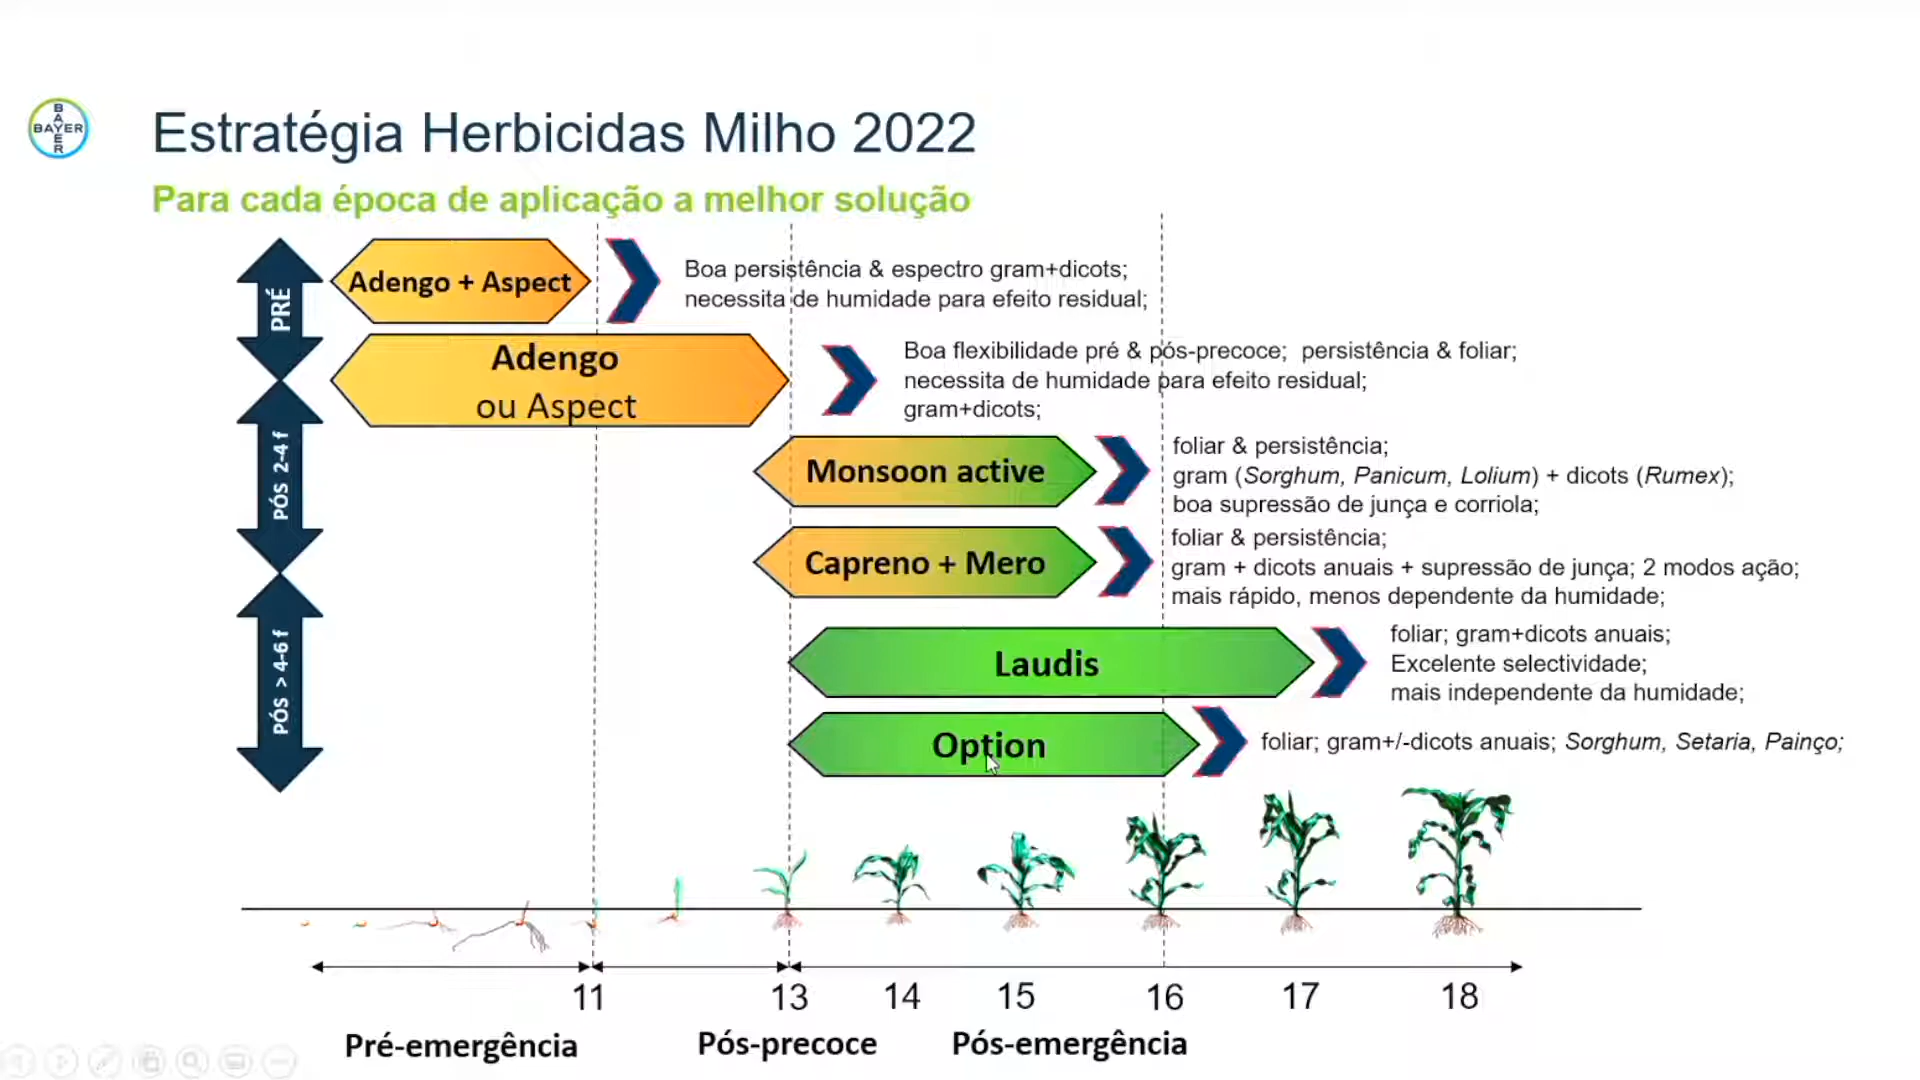 BAYER
BAYER
Estratégia Herbicidas Milho 2022
Para cada época de aplicação a melhor solução
PRÉ
Adengo + Aspect
Boa persistência & espectro gram+dicots;
necessita de humidade para efeito residual;
Adengo
ou Aspect
Boa flexibilidade pré & pós-precoce; persistência & foliar;
necessita de humidade para efeito residual;
gram+dicots;
PÓS 2-4 f
Monsoon active
foliar & persistência;
gram (Sorghum, Panicum, Lolium) + dicots (Rumex);
boa supressão de junça e corriola;
Capreno + Mero
foliar & persistência;
gram + dicots anuais + supressão de junça; 2 modos ação;
mais rápido, menos dependente da humidade;
PÓS > 4-6 f
Laudis
foliar; gram+dicots anuais;
Excelente selectividade;
mais independente da humidade;
Option
foliar; gram+/-dicots anuais; Sorghum, Setaria, Painço;
11 13 14 15 16 17 18
Pré-emergência Pós-precoce Pós-emergência